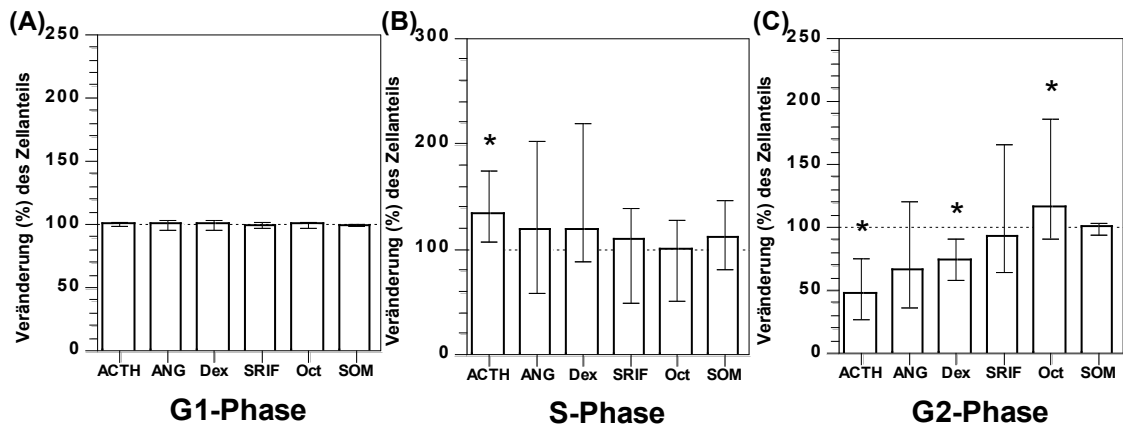 (A)
Veränderung (%) des Zellanteils
250
200
150
100
50
0
ACTH ANG Dex SRIF Oct SOM
G1-Phase
(B)
Veränderung (%) des Zellanteils
300
200
100
0
*
ACTH ANG Dex SRIF Oct SOM
S-Phase
(C)
Veränderung (%) des Zellanteils
250
200
150
100
50
0
* * *
ACTH ANG Dex SRIF Oct SOM
G2-Phase